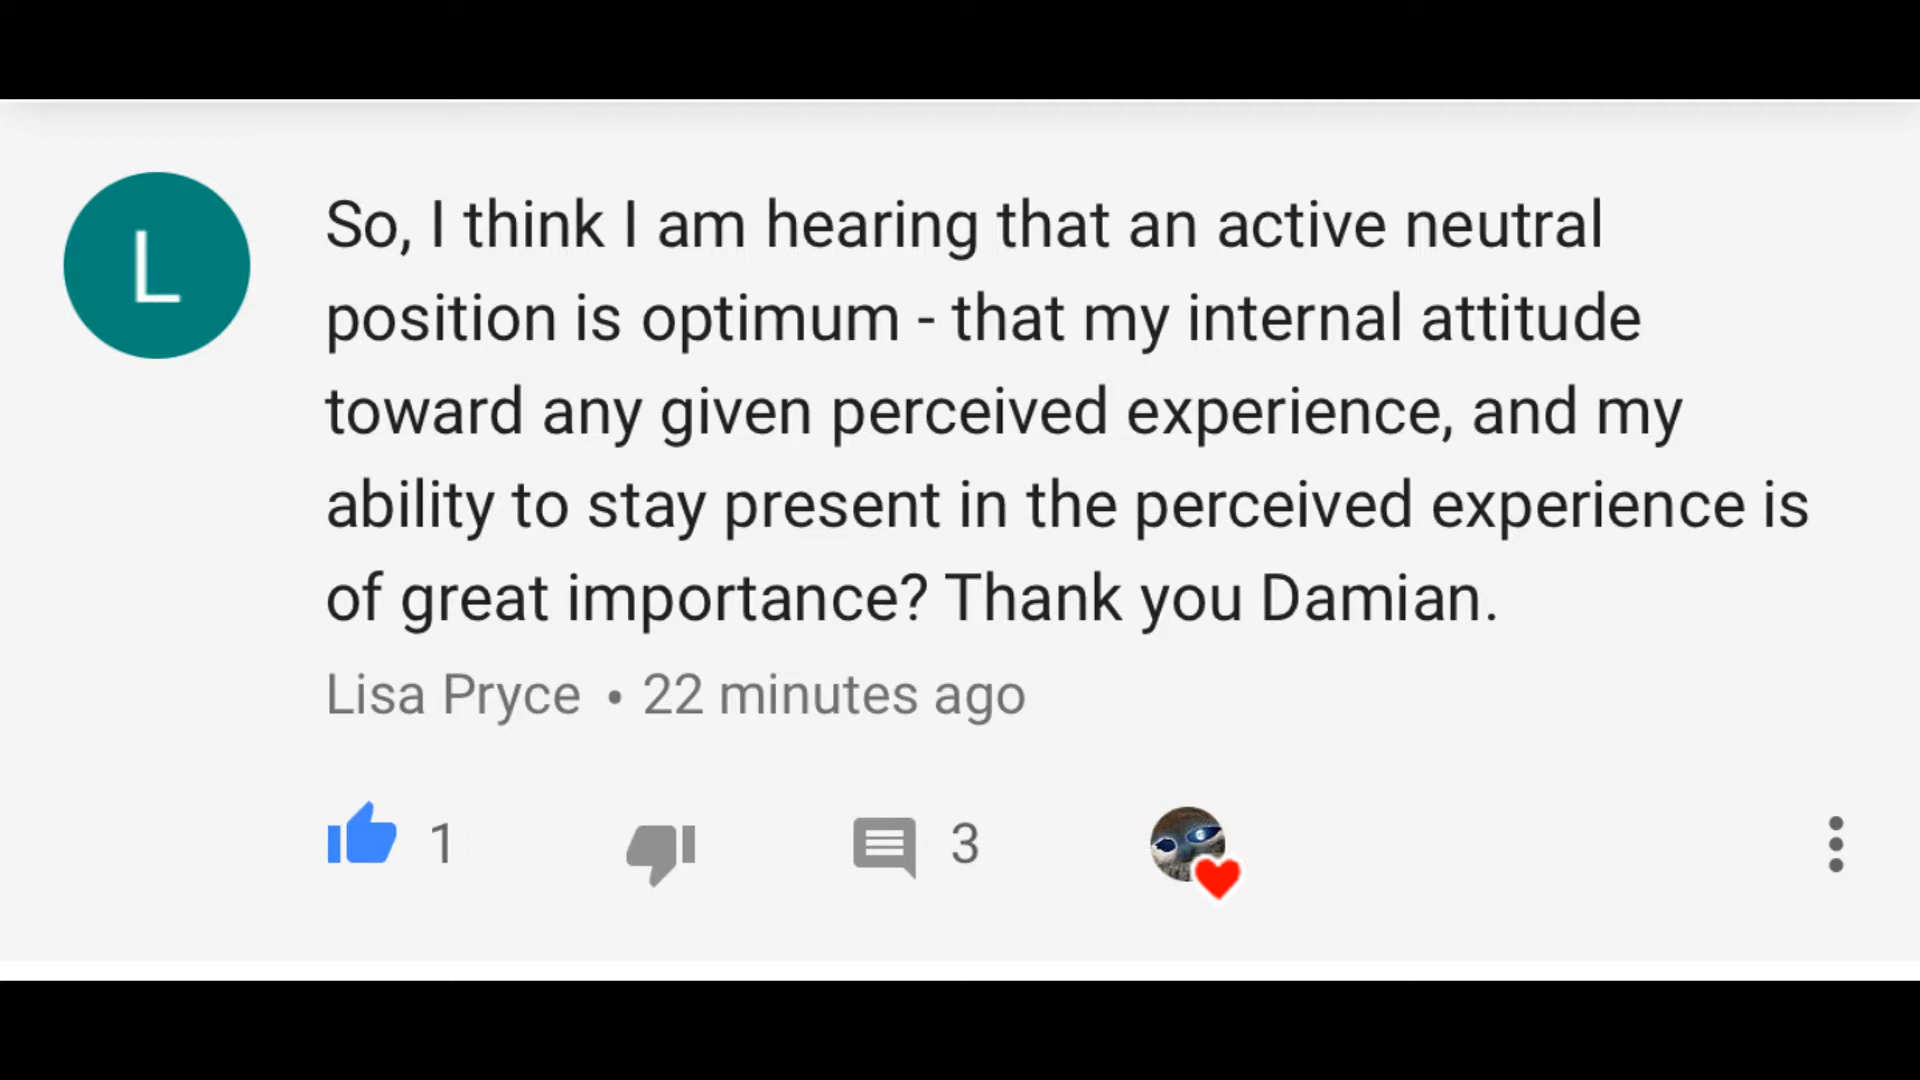 L
So, I think I am hearing that an active neutral
position is optimum - that my internal attitude
toward any given perceived experience, and my
ability to stay present in the perceived experience is
of great importance? Thank you Damian.
Lisa Pryce • 22 minutes ago
1 3